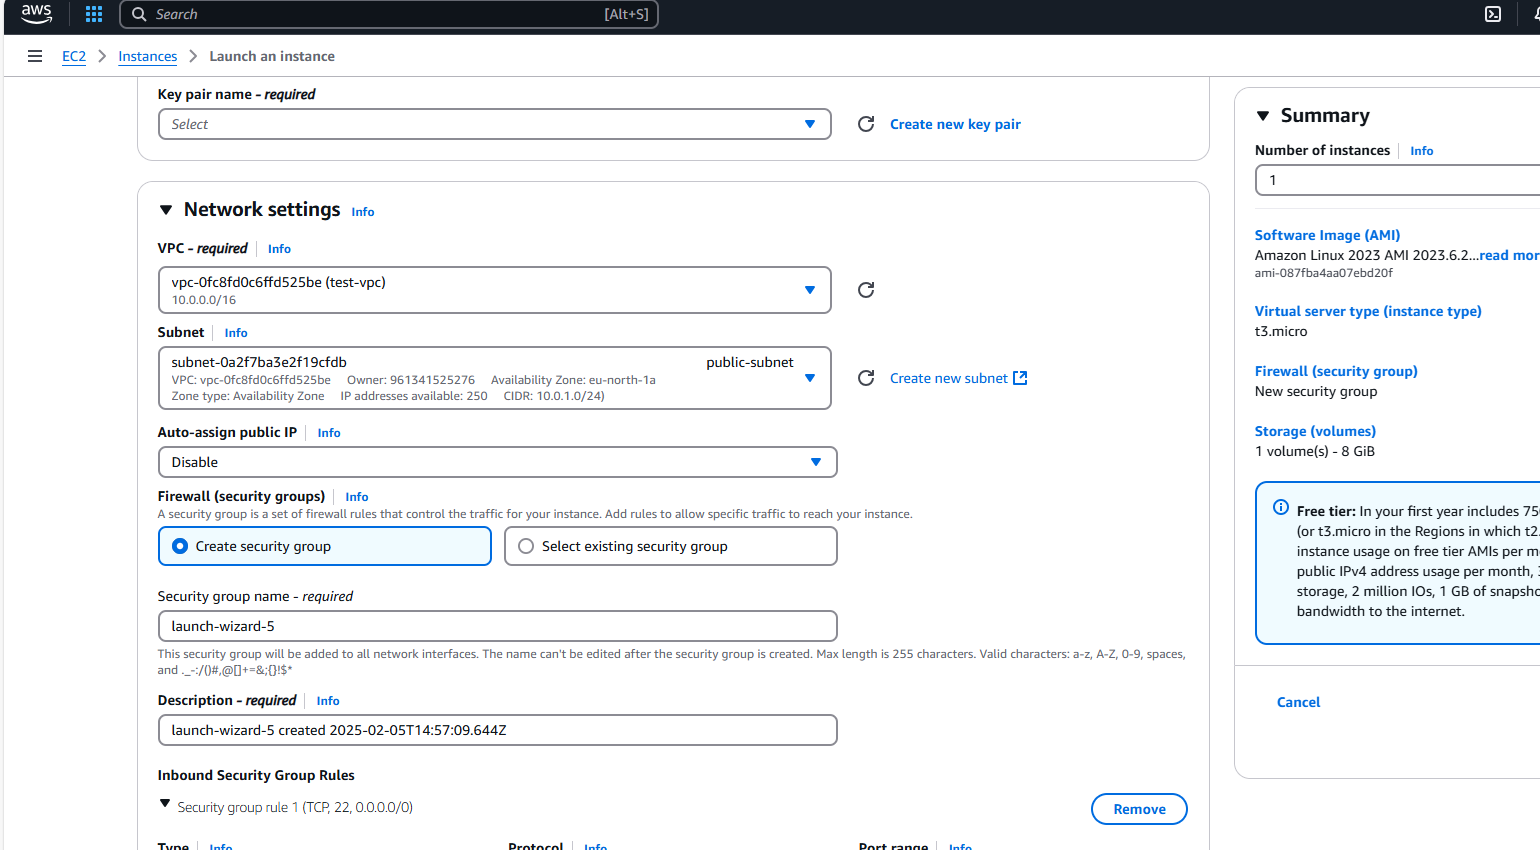 aws
Search [Alt+S]
EC2 > Instances > Launch an instance
Key pair name - required
Select
Create new key pair
Network settings Info
VPC - required Info
vpc-0fc8fd0c6ffd525be (test-vpc)
10.0.0.0/16
Subnet Info
subnet-0a2f7ba3e2f19cfdb public-subnet
VPC: vpc-0fc8fd0c6ffd525be Owner: 961341525276 Availability Zone: eu-north-1a
Zone type: Availability Zone IP addresses available: 250 CIDR: 10.0.1.0/24)
Create new subnet
Auto-assign public IP Info
Disable
Firewall (security groups) Info
A security group is a set of firewall rules that control the traffic for your instance. Add rules to allow specific traffic to reach your instance.
Create security group
Select existing security group
Security group name - required
launch-wizard-5
This security group will be added to all network interfaces. The name can't be edited after the security group is created. Max length is 255 characters. Valid characters: a-z, A-Z, 0-9, spaces,
and ._-:/()#,@[]+=&;{}!$*
Description - required Info
launch-wizard-5 created 2025-02-05T14:57:09.644Z
Inbound Security Group Rules
Security group rule 1 (TCP, 22, 0.0.0.0/0)
Remove
Type Info Protocol Info Port range Info
Summary
Number of instances Info
1
Software Image (AMI)
Amazon Linux 2023 AMI 2023.6.2...read mor
ami-087fba4aa07ebd20f
Virtual server type (instance type)
t3.micro
Firewall (security group)
New security group
Storage (volumes)
1 volume(s) - 8 GiB
Free tier: In your first year includes 75
(or t3.micro in the Regions in which t2.
instance usage on free tier AMIs per m
public IPv4 address usage per month,
storage, 2 million IOs, 1 GB of snapsho
bandwidth to the internet.
Cancel